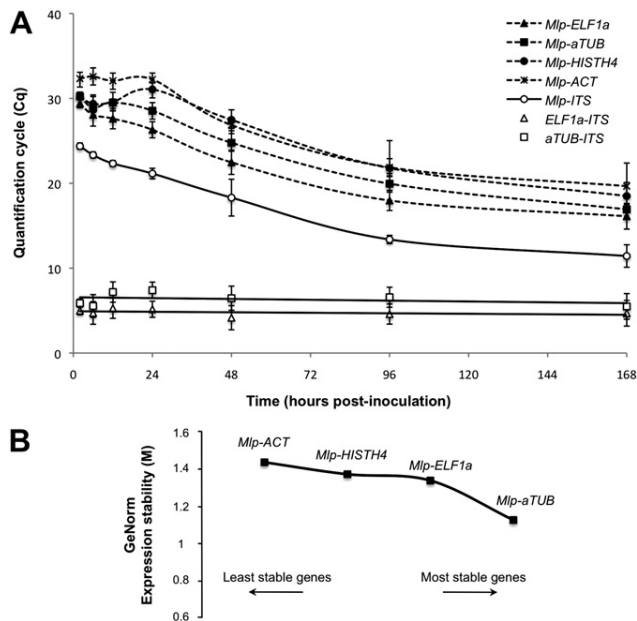 A
Mlp-ELF1a
Mlp-aTUB
Mlp-HISTH4
Mlp-ACT
Mlp-ITS
ELF1a-ITS
aTUB-ITS
Quantification cycle (Cq)
40
30
20
10
0
0 24 48 72 96 120 144 168
Time (hours post-inoculation)
B
GeNorm
Expression stability (M)
1.6
1.4
1.2
1
0.8
0.6
Mlp-ACT
Mlp-HISTH4
Mlp-ELF1a
Mlp-aTUB
Least stable genes
Most stable genes